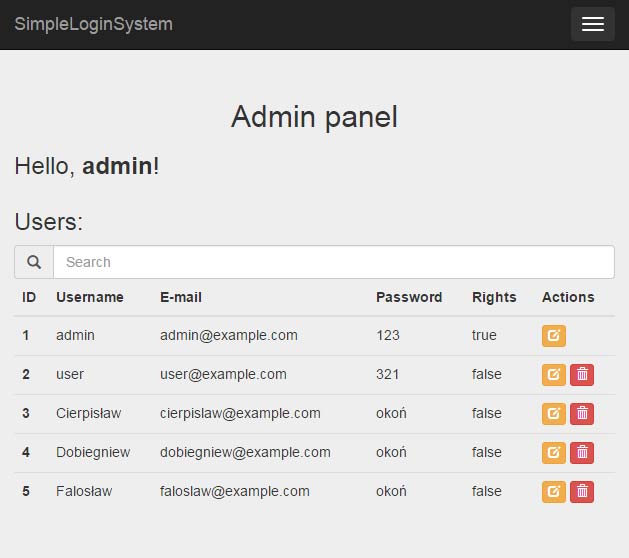 SimpleLoginSystem
Admin panel
Hello, admin!
Users:
Search
ID Username E-mail Password Rights Actions
1 admin admin@example.com 123 true
2 user user@example.com 321 false
3 Cierpisław cierpislaw@example.com okoń false
4 Dobiegniew dobiegniew@example.com okoń false
5 Falosław faloslaw@example.com okoń false